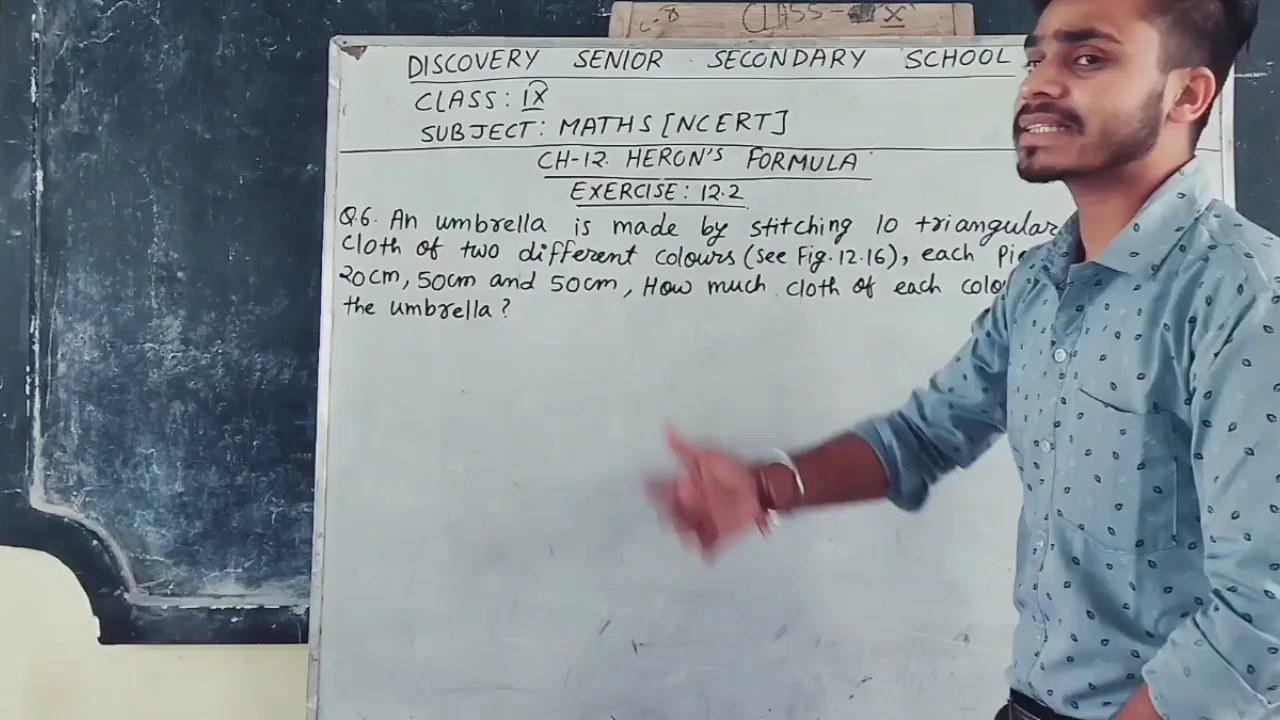 CLASS- X
DISCOVERY SENIOR SECONDARY SCHOOL
CLASS: IX
SUBJECT: MATHS [NCERT]
CH-12. HERON'S FORMULA
EXERCISE: 12.2
Q.6. An umbrella is made by stitching 10 triangular
cloth of two different colours (see Fig. 12.16), each
20cm, 50cm and 50cm, How much cloth of each
the umbrella?